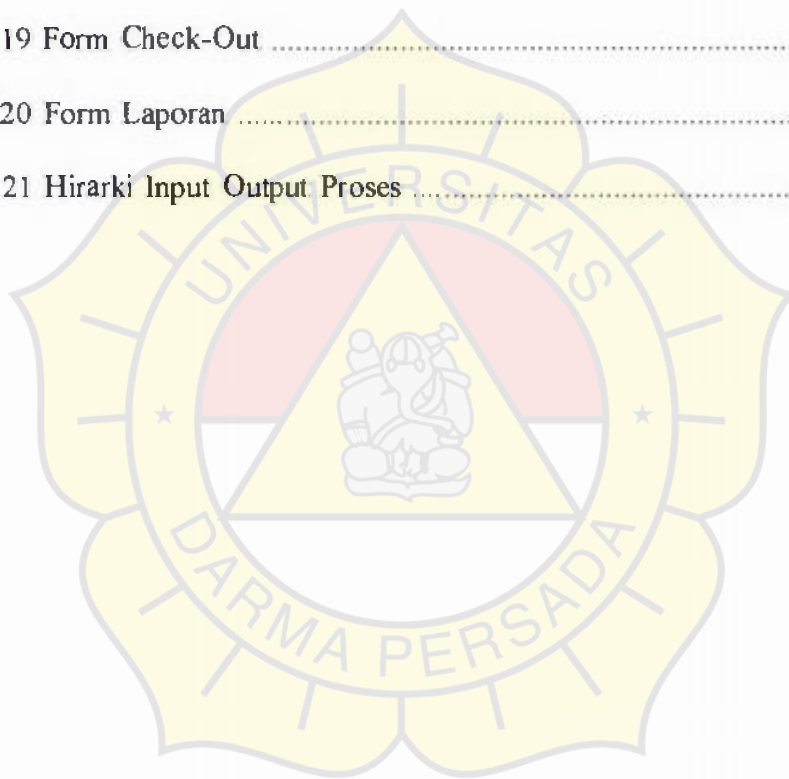 19 Form Check-Out ........................................................
20 Form Laporan ........................................................
21 Hirarki Input Output Proses ........................................
UNIVERSITAS
DARMA PERSADA